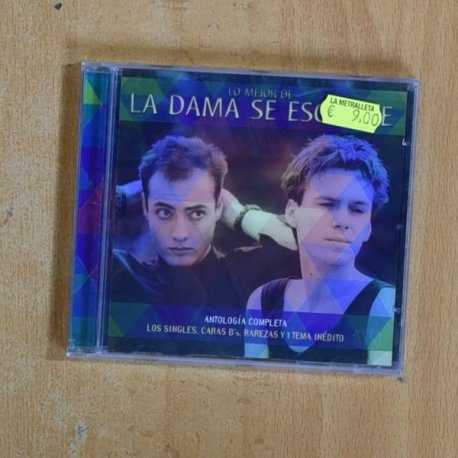 LO MEJOR DE
LA DAMA SE
LA METRALLETA
€ 9,00
ANTOLOGÍA COMPLETA
LOS SINGLES, CARAS B's, RAREZAS Y 1 TEMA INÉDITO